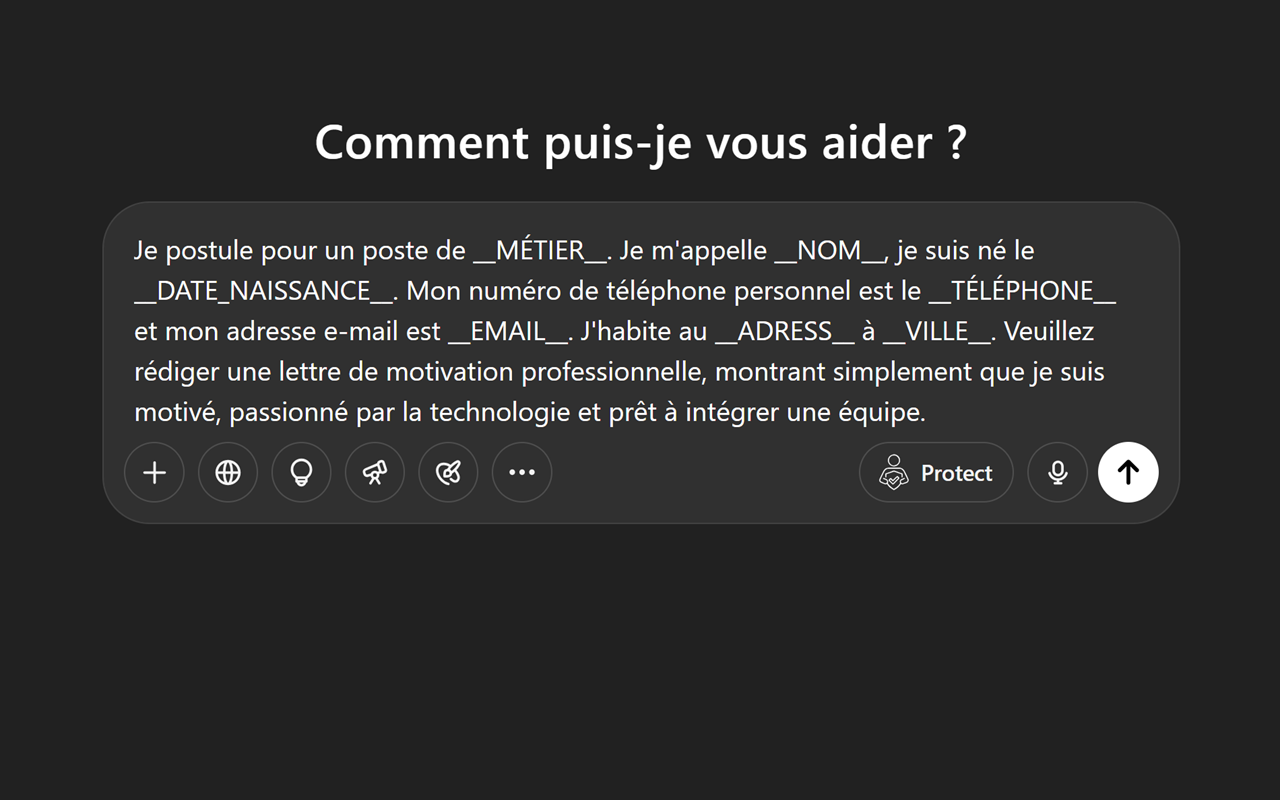 Comment puis-je vous aider ?
Je postule pour un poste de __MÉTIER__. Je m'appelle __NOM__, je suis né le
__DATE_NAISSANCE__. Mon numéro de téléphone personnel est le __TÉLÉPHONE__
et mon adresse e-mail est __EMAIL__. J'habite au __ADRESS__ à __VILLE__. Veuillez
rédiger une lettre de motivation professionnelle, montrant simplement que je suis
motivé, passionné par la technologie et prêt à intégrer une équipe.
Protect